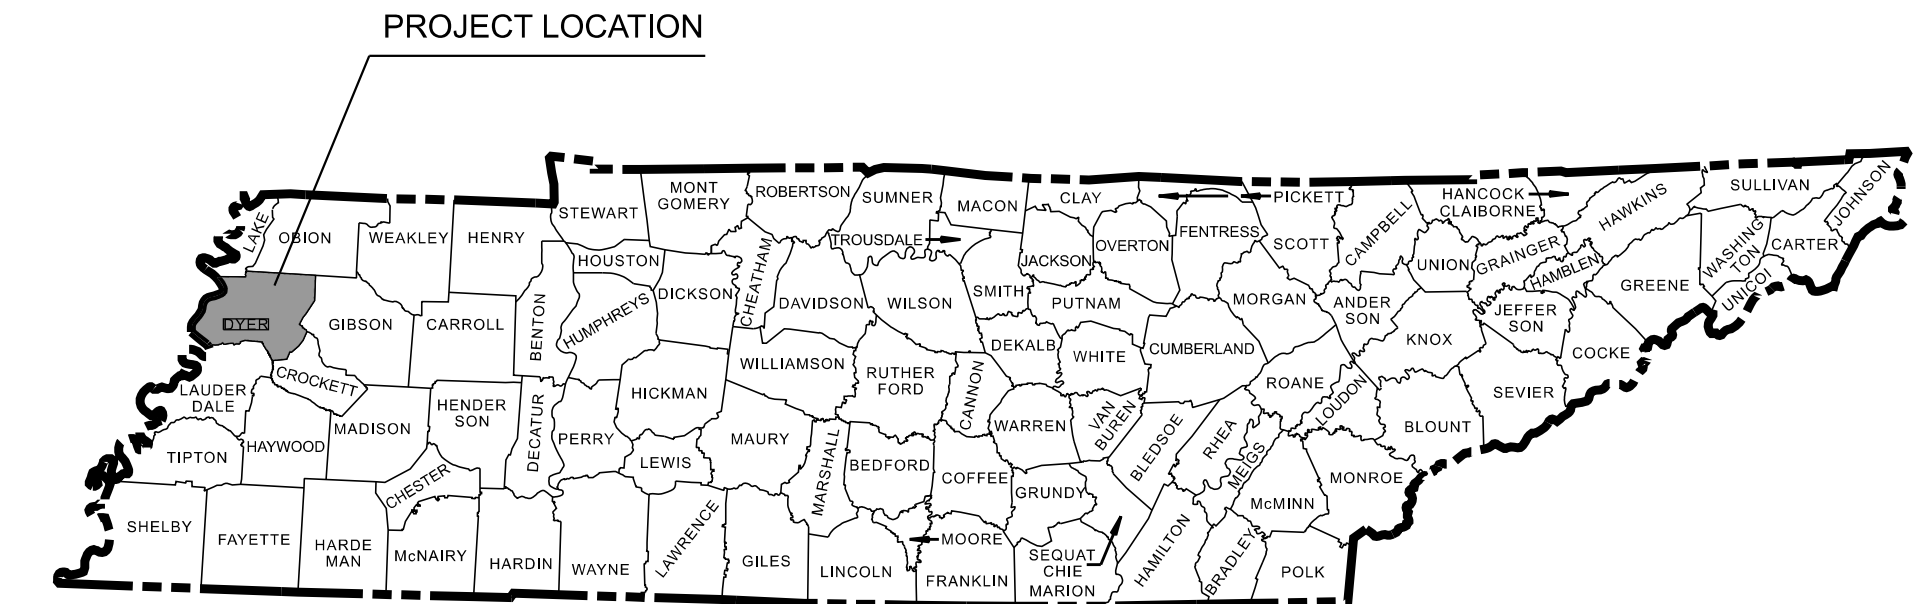 PROJECT LOCATION
LAKE
OBION
WEAKLEY
HENRY
STEWART
MONT
GOMERY
ROBERTSON
SUMNER
MACON
CLAY
PICKETT
HANCOCK
CLAIBORNE
HAWKINS
SULLIVAN
JOHNSON
TROUSDALE
JACKSON
OVERTON
FENTRESS
SCOTT
CAMPBELL
UNION
GRAINGER
HAMBLEN
GREENE
WASHING
TON
UNICOI
CARTER
DYER
GIBSON
CARROLL
BENTON
HOUSTON
HUMPHREYS
DICKSON
CHEATHAM
DAVIDSON
WILSON
SMITH
PUTNAM
MORGAN
ANDER
SON
KNOX
JEFFER
SON
COCKE
DEKALB
WHITE
CUMBERLAND
LAUDER
DALE
CROCKETT
HAYWOOD
MADISON
HENDER
SON
DECATUR
PERRY
HICKMAN
WILLIAMSON
RUTHER
FORD
CANNON
WARREN
VAN
BUREN
BLEDSOE
RHEA
MEIGS
ROANE
LOUDON
BLOUNT
SEVIER
TIPTON
CHESTER
LEWIS
MAURY
MARSHALL
BEDFORD
COFFEE
GRUNDY
McMINN
MONROE
SHELBY
FAYETTE
HARDE
MAN
McNAIRY
HARDIN
WAYNE
LAWRENCE
GILES
LINCOLN
MOORE
FRANKLIN
SEQUAT
CHIE
MARION
HAMILTON
BRADLEY
POLK